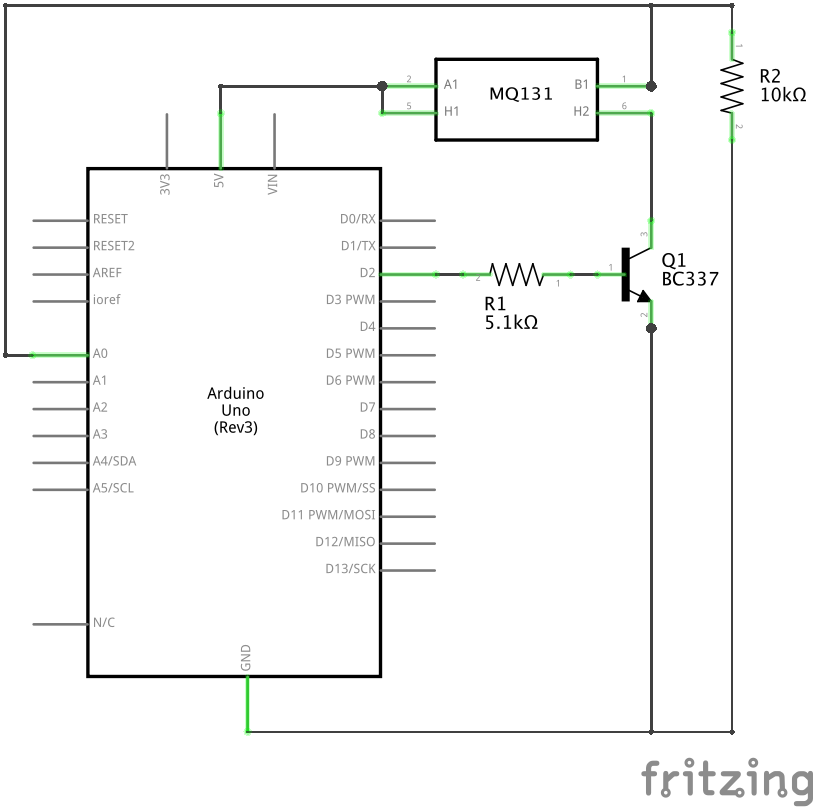 2 A1 B1 1
MQ131
5 H1 H2 6
1
R2
10kΩ
2
3V3 5V VIN
RESET D0/RX
RESET2 D1/TX
AREF D2
ioref D3 PWM
D4
A0 D5 PWM
A1 D6 PWM
A2 D7
A3 D8
A4/SDA D9 PWM
A5/SCL D10 PWM/SS
D11 PWM/MOSI
D12/MISO
D13/SCK
N/C
GND
Arduino
Uno
(Rev3)
2 1
R1
5.1kΩ
3
1
Q1
BC337
2
fritzing